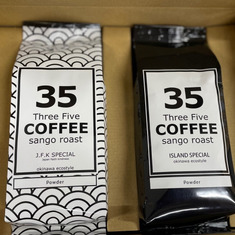 35
Three Five
COFFEE
sango roast
J.F.K SPECIAL
okinawa ecostyle
Powder
35
Three Five
COFFEE
sango roast
ISLAND SPECIAL
okinawa ecostyle
Powder